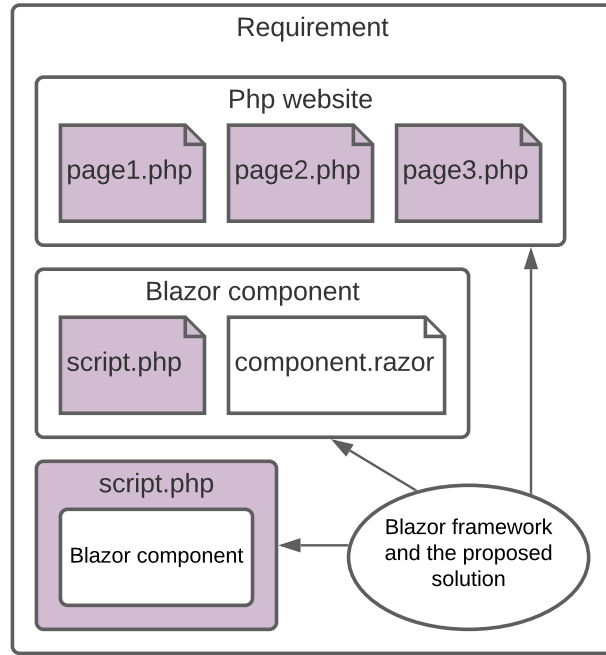 Requirement
Php website
page1.php
page2.php
page3.php
Blazor component
script.php
component.razor
script.php
Blazor component
Blazor framework
and the proposed
solution